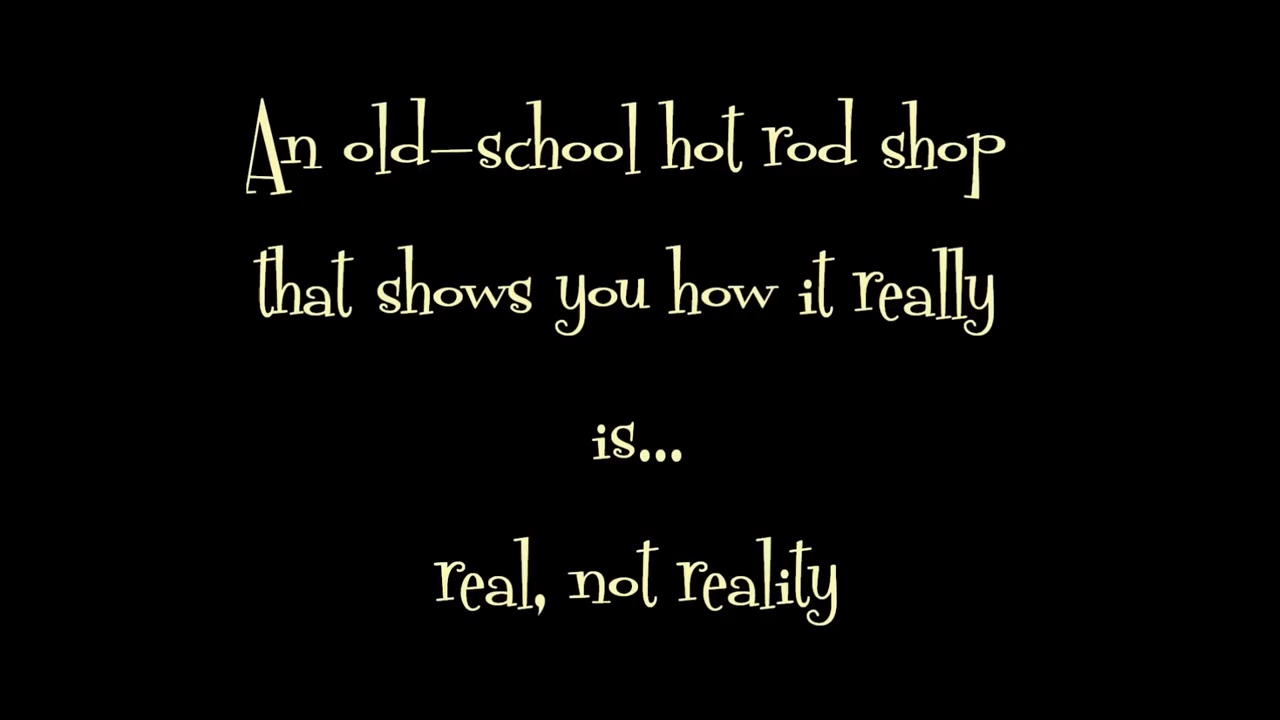 An old-school hot rod shop
that shows you how it really
is...
real, not reality